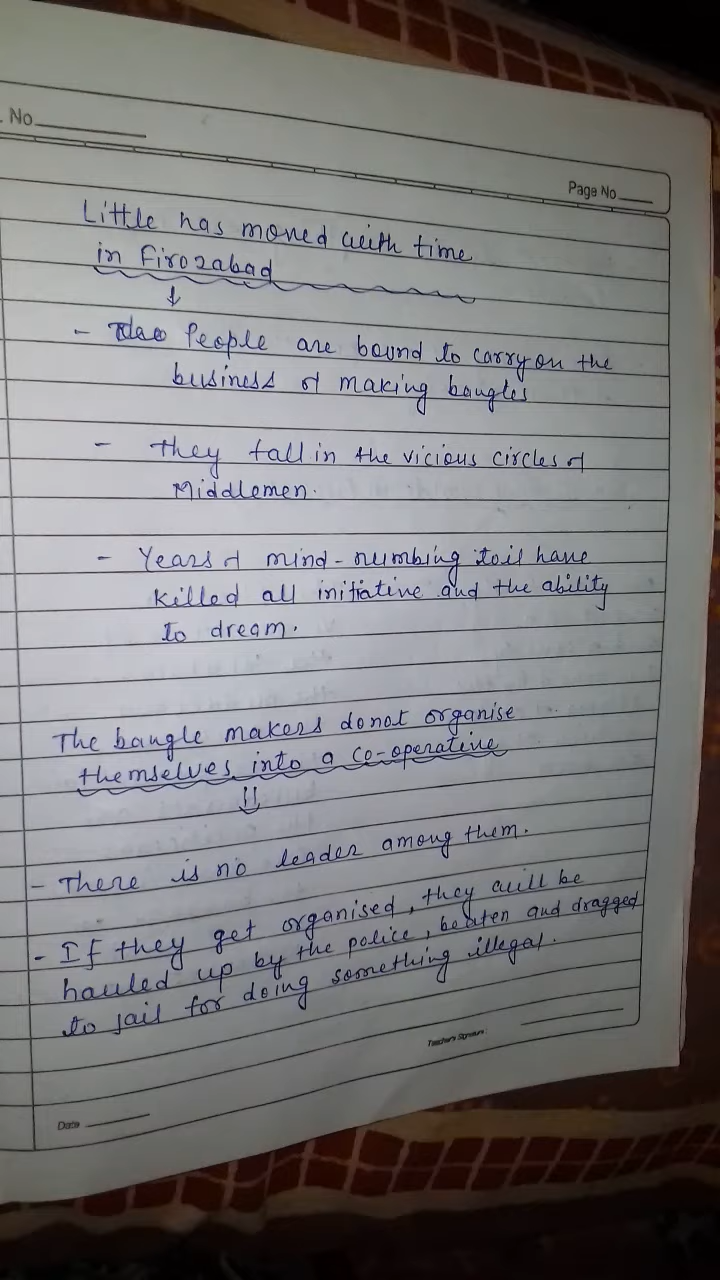 . No
Page No
Little has moved with time
in Firozabad
↓
- People are bound to carry on the
business of making bangles
- They fall in the vicious circles of
Middlemen.
- Years of mind-numbing toil have
killed all initiative and the ability
to dream.
The bangle makers donot organise
themselves into a co-operative
⇓
- There is no leader among them.
- If they get organised, they will be
hauled up by the police, beaten and dragged
to jail for doing something illegal.
Teacher's Signature :
Date